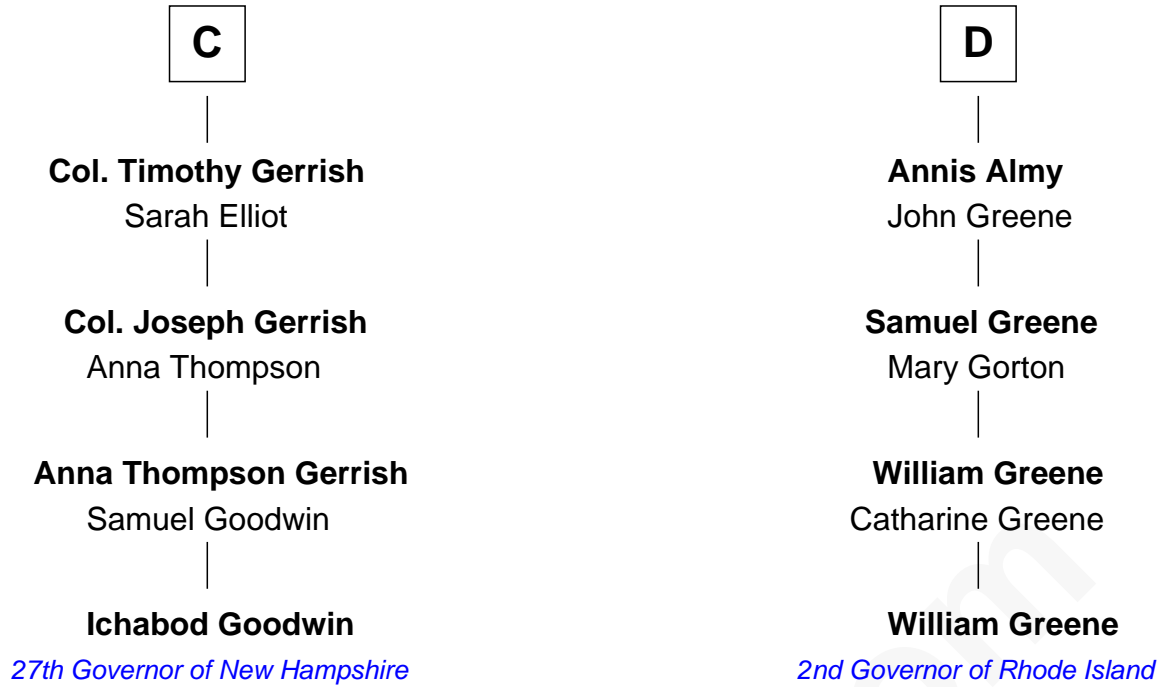 C
Col. Timothy Gerrish
Sarah Elliot
Col. Joseph Gerrish
Anna Thompson
Anna Thompson Gerrish
Samuel Goodwin
Ichabod Goodwin
27th Governor of New Hampshire
D
Annis Almy
John Greene
Samuel Greene
Mary Gorton
William Greene
Catharine Greene
William Greene
2nd Governor of Rhode Island